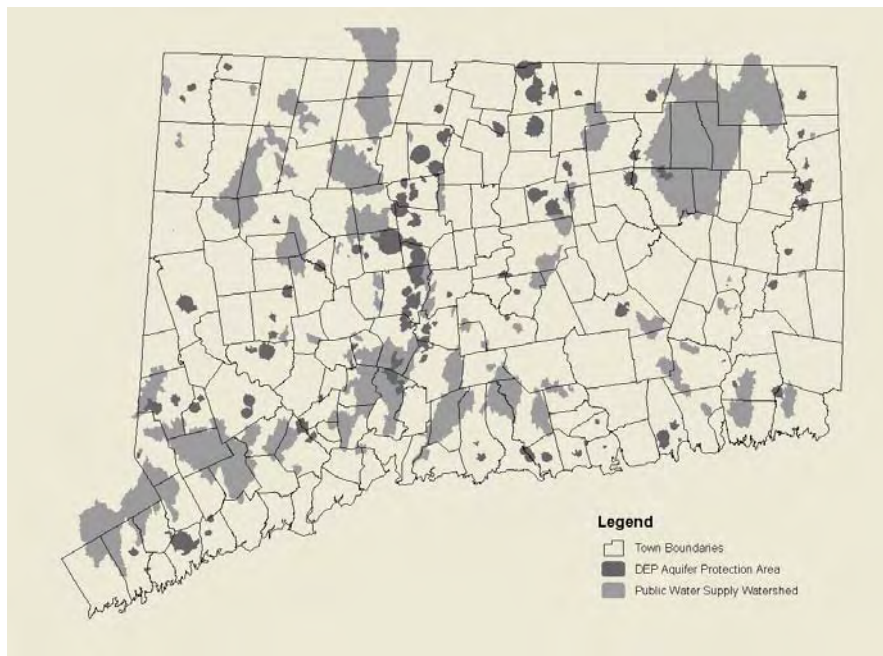 Legend
Town Boundaries
DEP Aquifer Protection Area
Public Water Supply Watershed